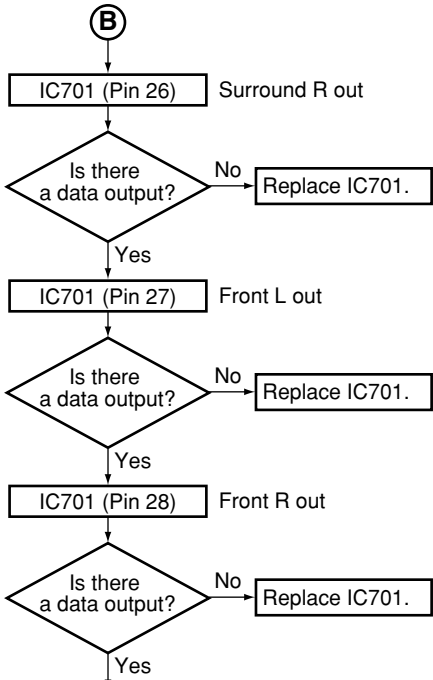 B
IC701 (Pin 26)
Surround R out
Is there
a data output?
No
Replace IC701.
Yes
IC701 (Pin 27)
Front L out
Is there
a data output?
No
Replace IC701.
Yes
IC701 (Pin 28)
Front R out
Is there
a data output?
No
Replace IC701.
Yes